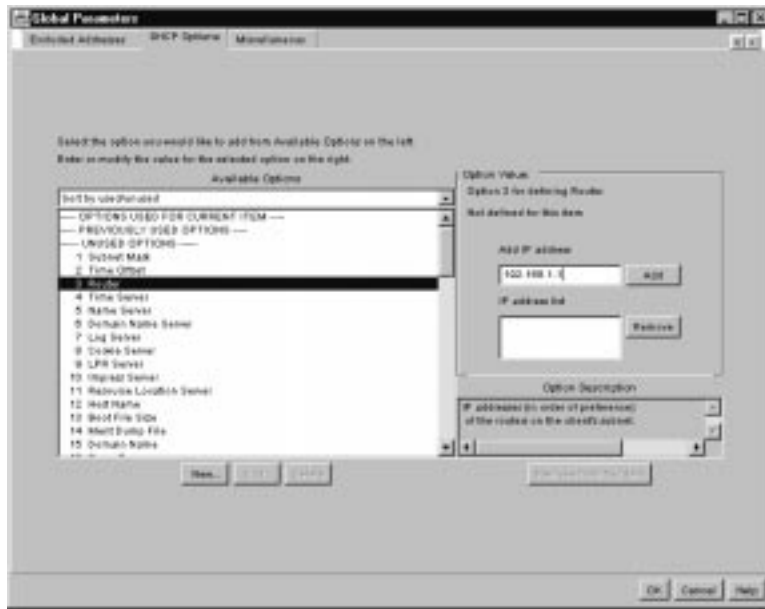 Global Parameters
Excluded Addresses DHCP Options Miscellaneous
Select the option you would like to add from Available Options on the left.
Enter or modify the value for the selected option on the right.
Available Options
Sort by used/unused
---- OPTIONS USED FOR CURRENT ITEM ----
---- PREVIOUSLY USED OPTIONS ----
---- UNUSED OPTIONS ----
1 Subnet Mask
2 Time Offset
3 Router
4 Time Server
5 Name Server
6 Domain Name Server
7 Log Server
8 Cookie Server
9 LPR Server
10 Impress Server
11 Resource Location Server
12 Host Name
13 Boot File Size
14 Merit Dump File
15 Domain Name
New...
Option Value
Option 3 for defining Router
Not defined for this item
Add IP address
Add
IP address list
Remove
Option Description
IP addresses (in order of preference)
of the routers on the client's subnet.
OK Cancel Help